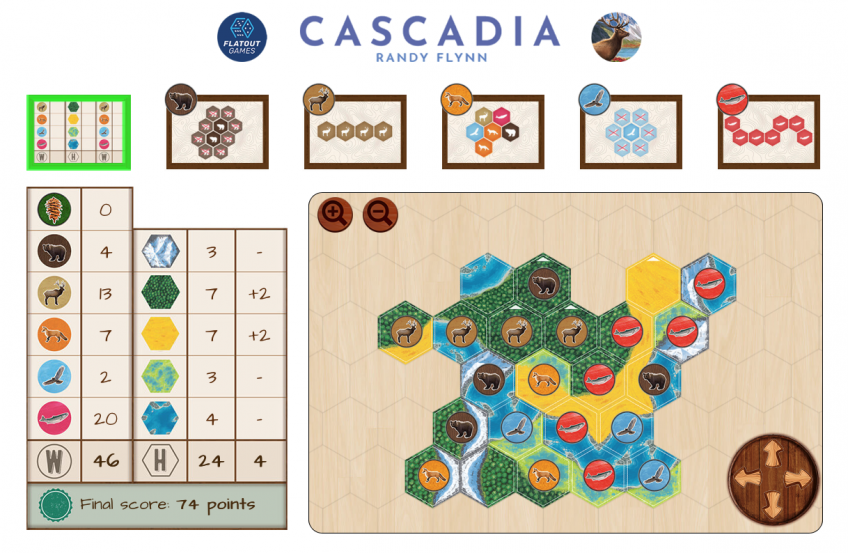 FLATOUT
GAMES
CASCADIA
RANDY FLYNN
W H
0
4 3 -
13 7 +2
7 7 +2
2 3 -
20 4 -
W 46 H 24 4
Final score: 74 points